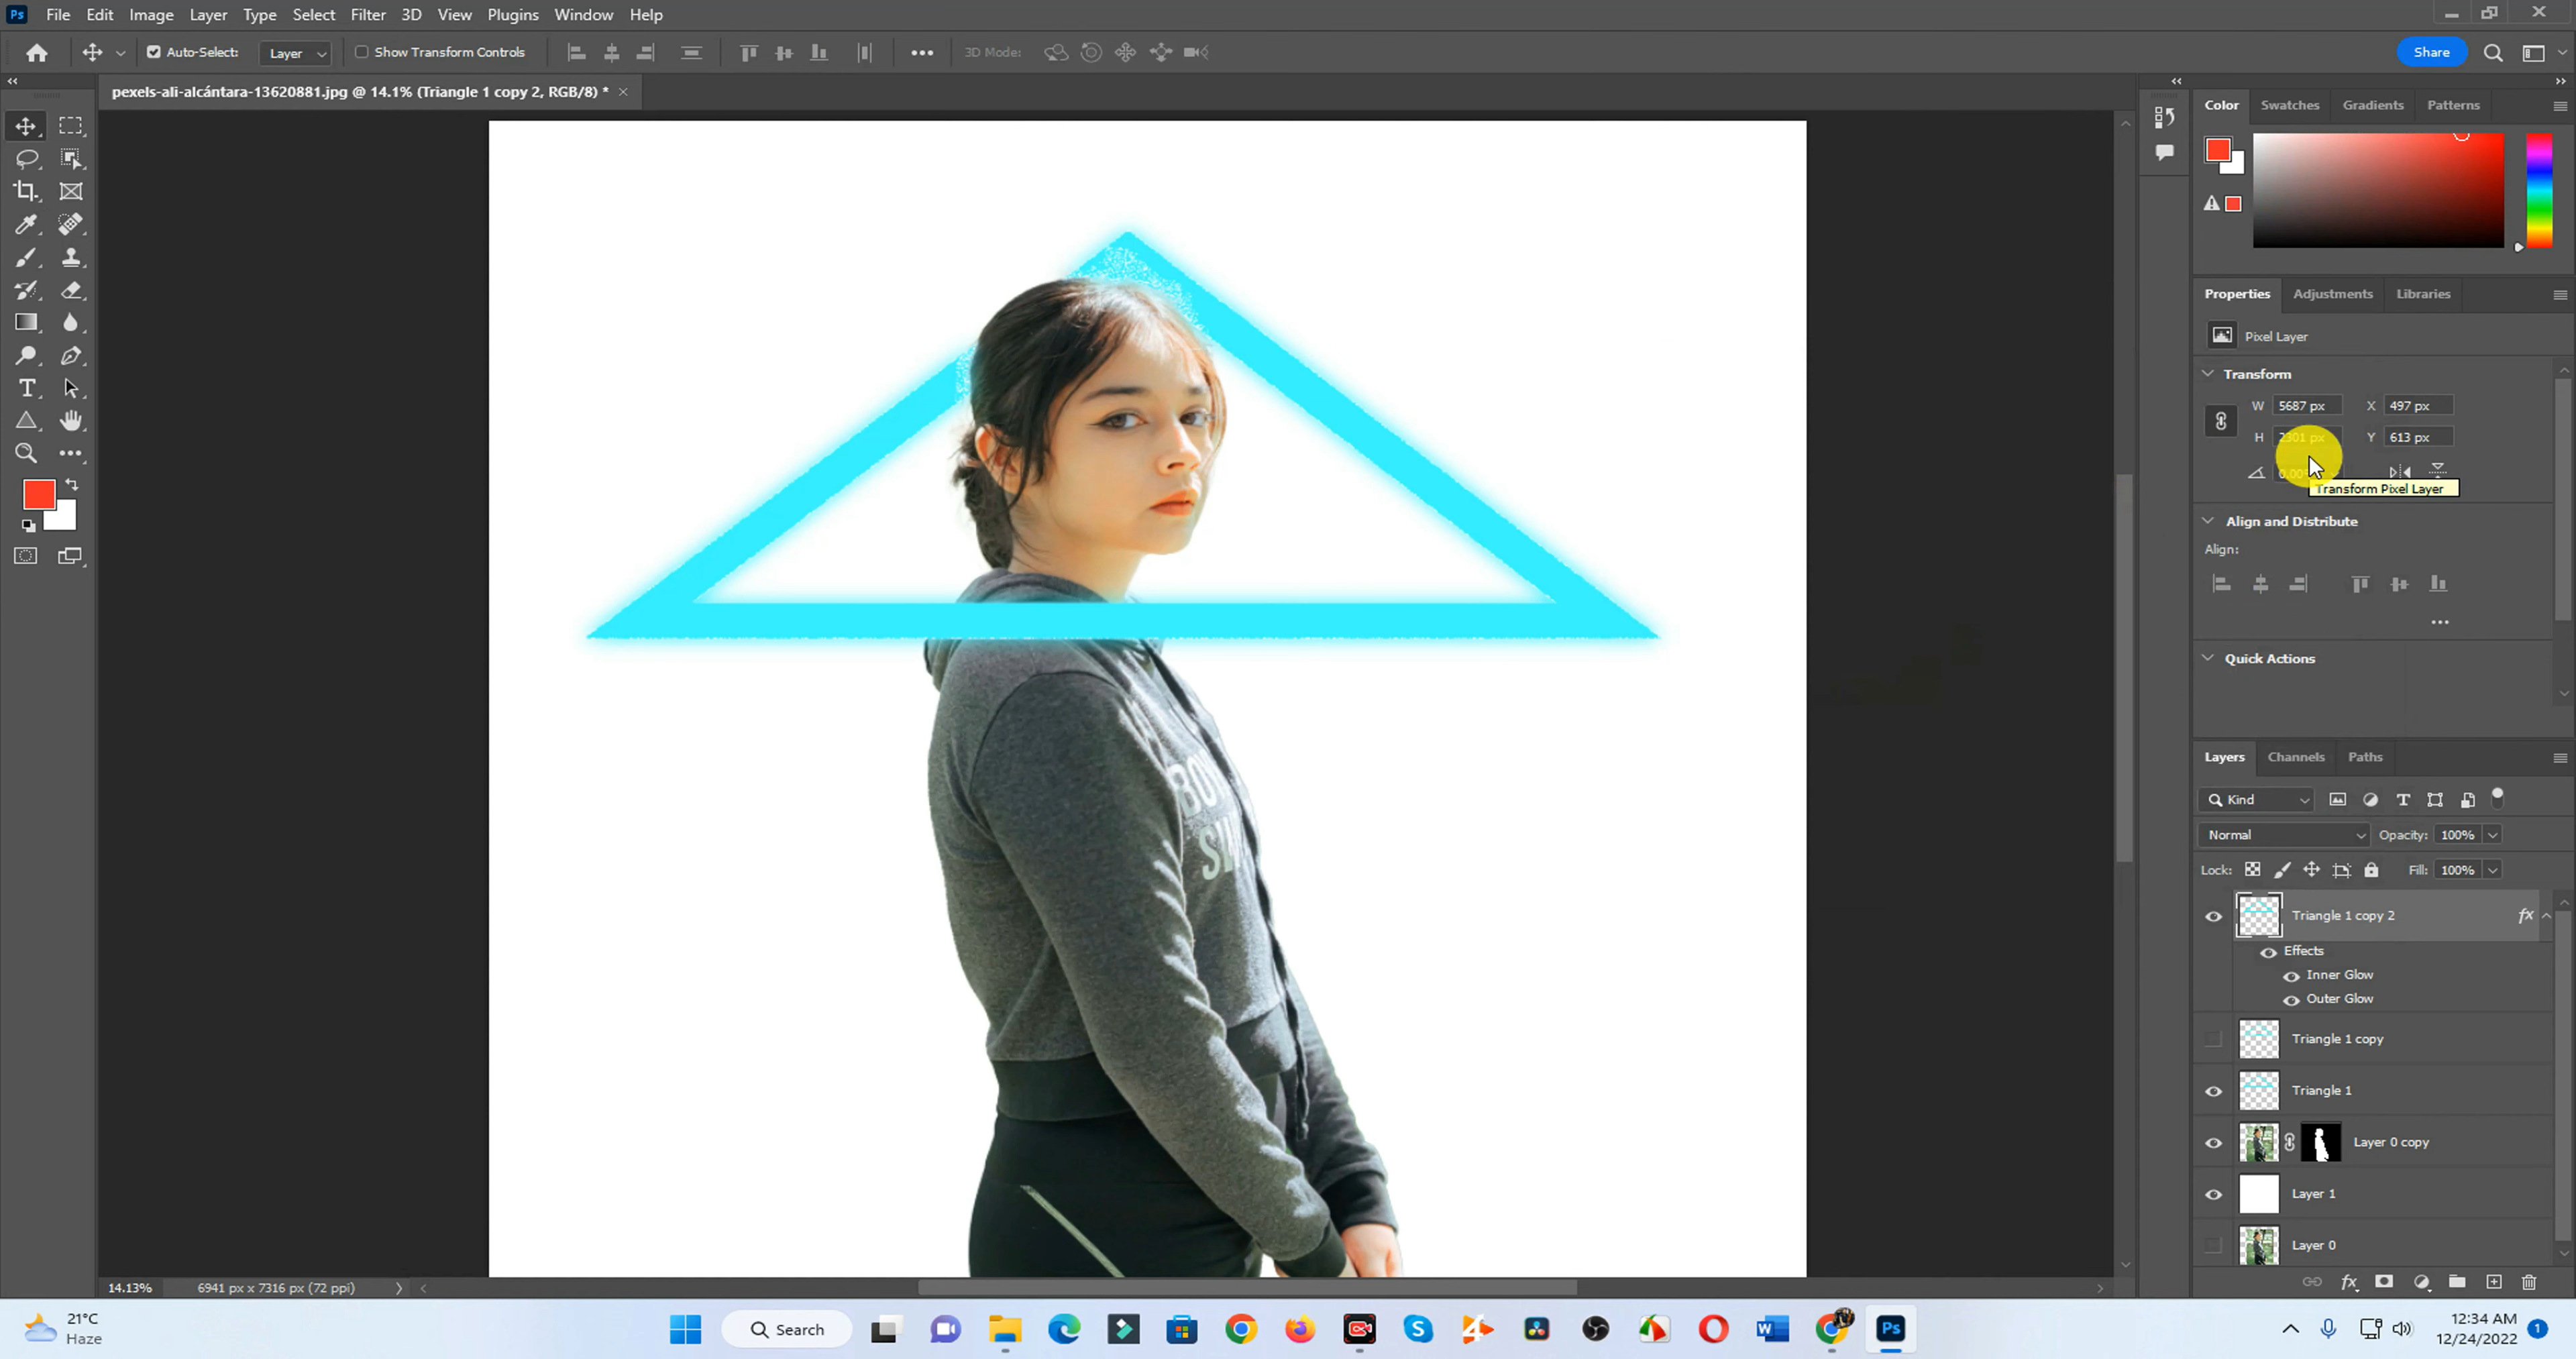 Ps File Edit Image Layer Type Select Filter 3D View Plugins Window Help
Auto-Select: Layer Show Transform Controls 3D Mode: Share
pexels-ali-alcántara-13620881.jpg @ 14.1% (Triangle 1 copy 2, RGB/8) *
Color Swatches Gradients Patterns
Properties Adjustments Libraries
Pixel Layer
Transform
W 5687 px X 497 px
H 2301 px Y 613 px
Transform Pixel Layer
Align and Distribute
Align:
Quick Actions
Layers Channels Paths
Kind
Normal Opacity: 100%
Lock: Fill: 100%
Triangle 1 copy 2 fx
Effects
Inner Glow
Outer Glow
Triangle 1 copy
Triangle 1
Layer 0 copy
Layer 1
Layer 0
fx
14.13% 6941 px x 7316 px (72 ppi)
21°C
Haze
Search
Ps
12:34 AM
12/24/2022
1